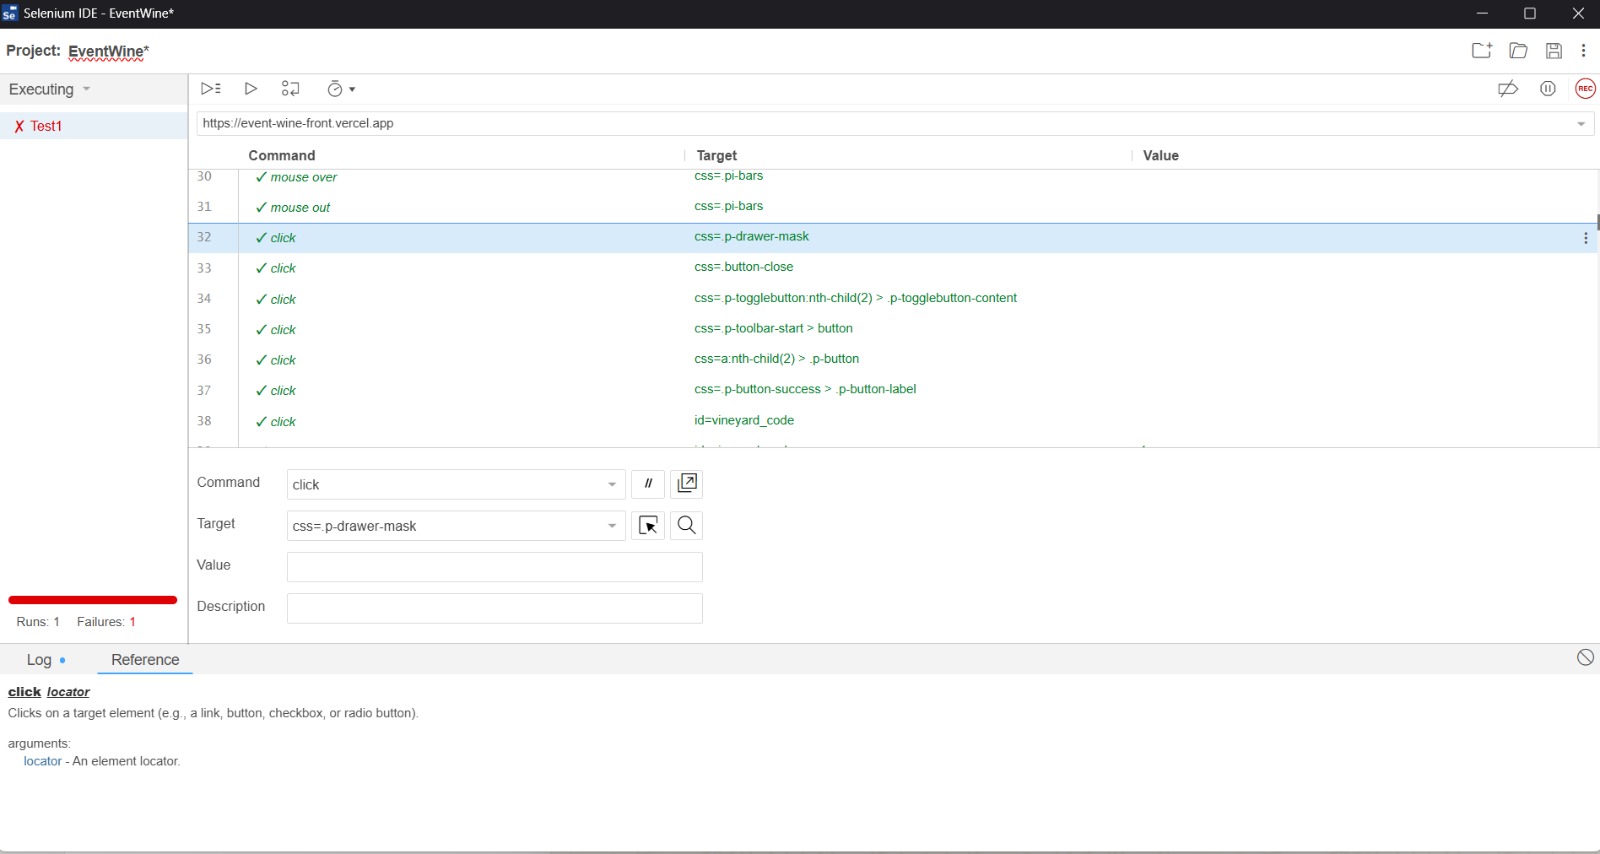 Selenium IDE - EventWine*
Project: EventWine*
Executing
REC
✗ Test1
https://event-wine-front.vercel.app
Command Target Value
30 ✓ mouse over css=.pi-bars
31 ✓ mouse out css=.pi-bars
32 ✓ click css=.p-drawer-mask
33 ✓ click css=.button-close
34 ✓ click css=.p-togglebutton:nth-child(2) > .p-togglebutton-content
35 ✓ click css=.p-toolbar-start > button
36 ✓ click css=a:nth-child(2) > .p-button
37 ✓ click css=.p-button-success > .p-button-label
38 ✓ click id=vineyard_code
Command click //
Target css=.p-drawer-mask
Value
Description
Runs: 1 Failures: 1
Log Reference
click locator
Clicks on a target element (e.g., a link, button, checkbox, or radio button).
arguments:
locator - An element locator.